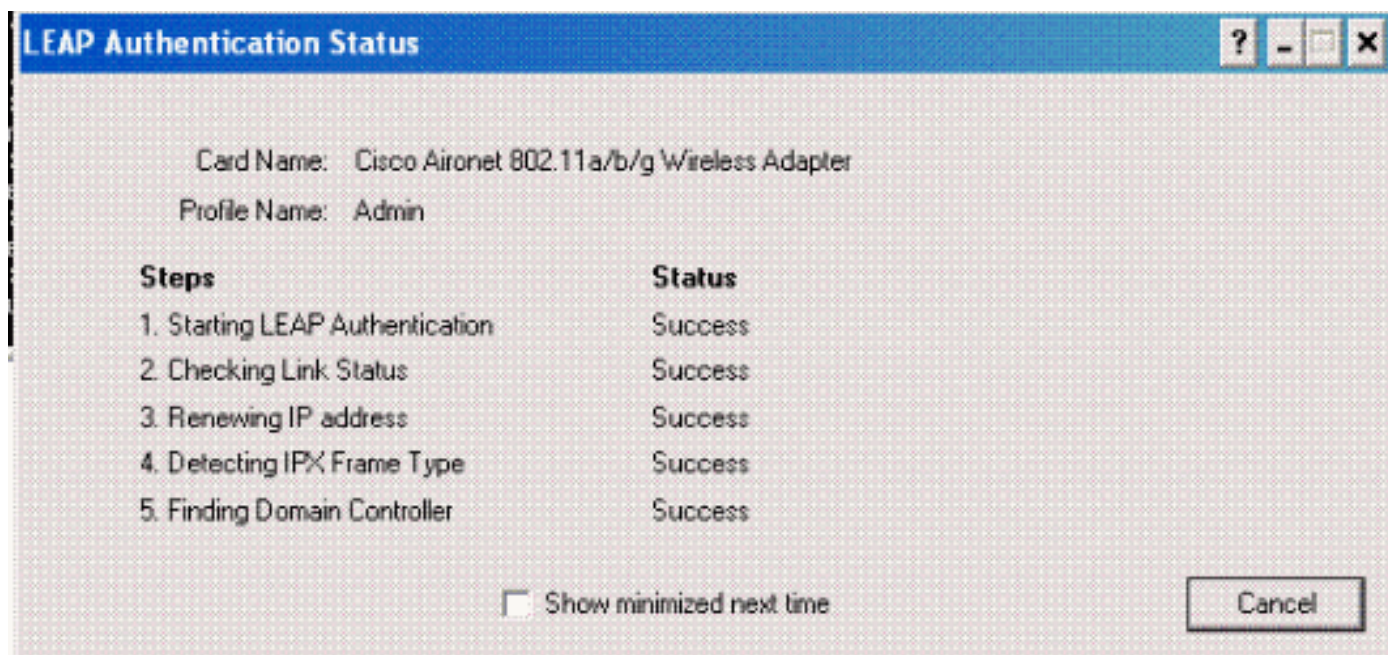 LEAP Authentication Status
Card Name: Cisco Aironet 802.11a/b/g Wireless Adapter
Profile Name: Admin
Steps Status
1. Starting LEAP Authentication Success
2. Checking Link Status Success
3. Renewing IP address Success
4. Detecting IPX Frame Type Success
5. Finding Domain Controller Success
Show minimized next time
Cancel